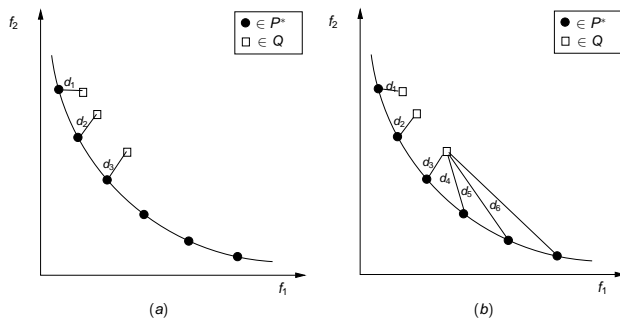 f2
● ∈ P*
□ ∈ Q
d1
d2
d3
f1
(a)
f2
● ∈ P*
□ ∈ Q
d1
d2
d3
d4
d5
d6
f1
(b)